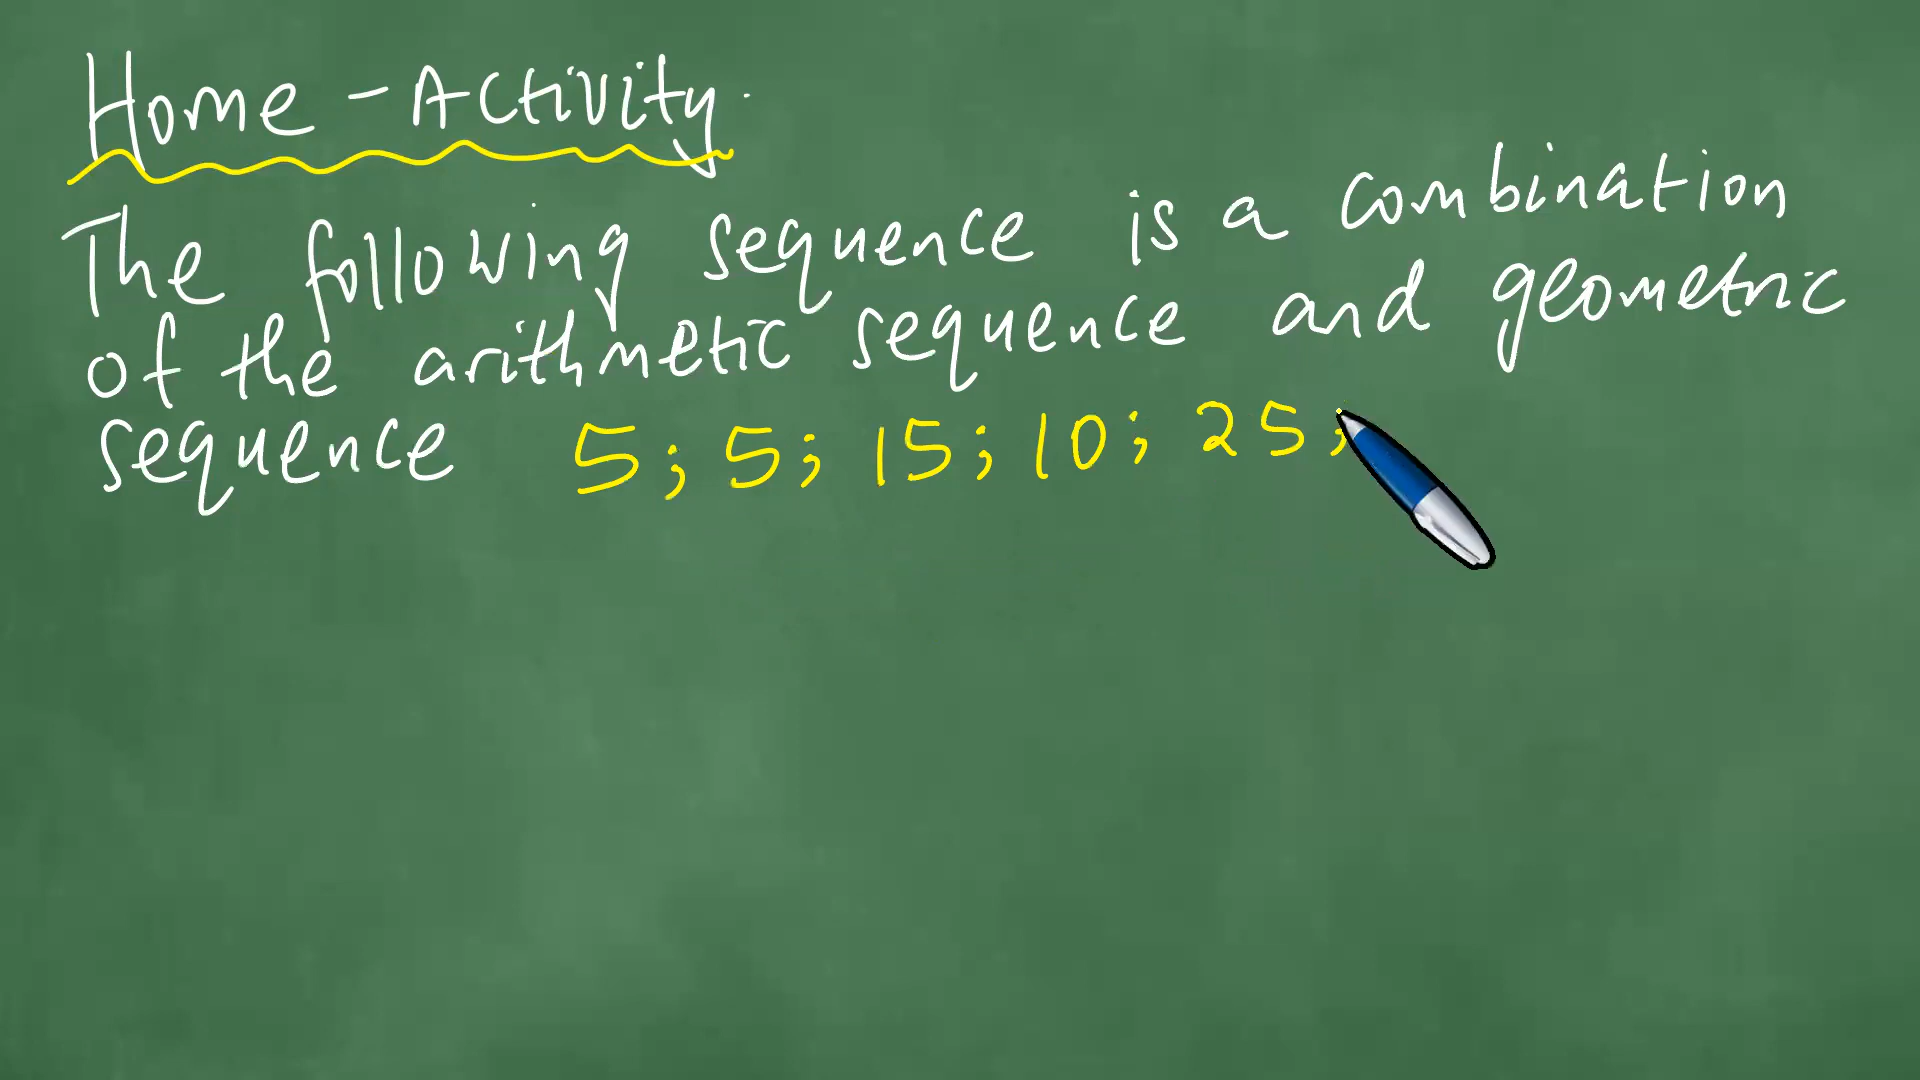 Home - Activity.
The following sequence is a combination
of the arithmetic sequence and geometric
sequence 5; 5; 15; 10; 25;